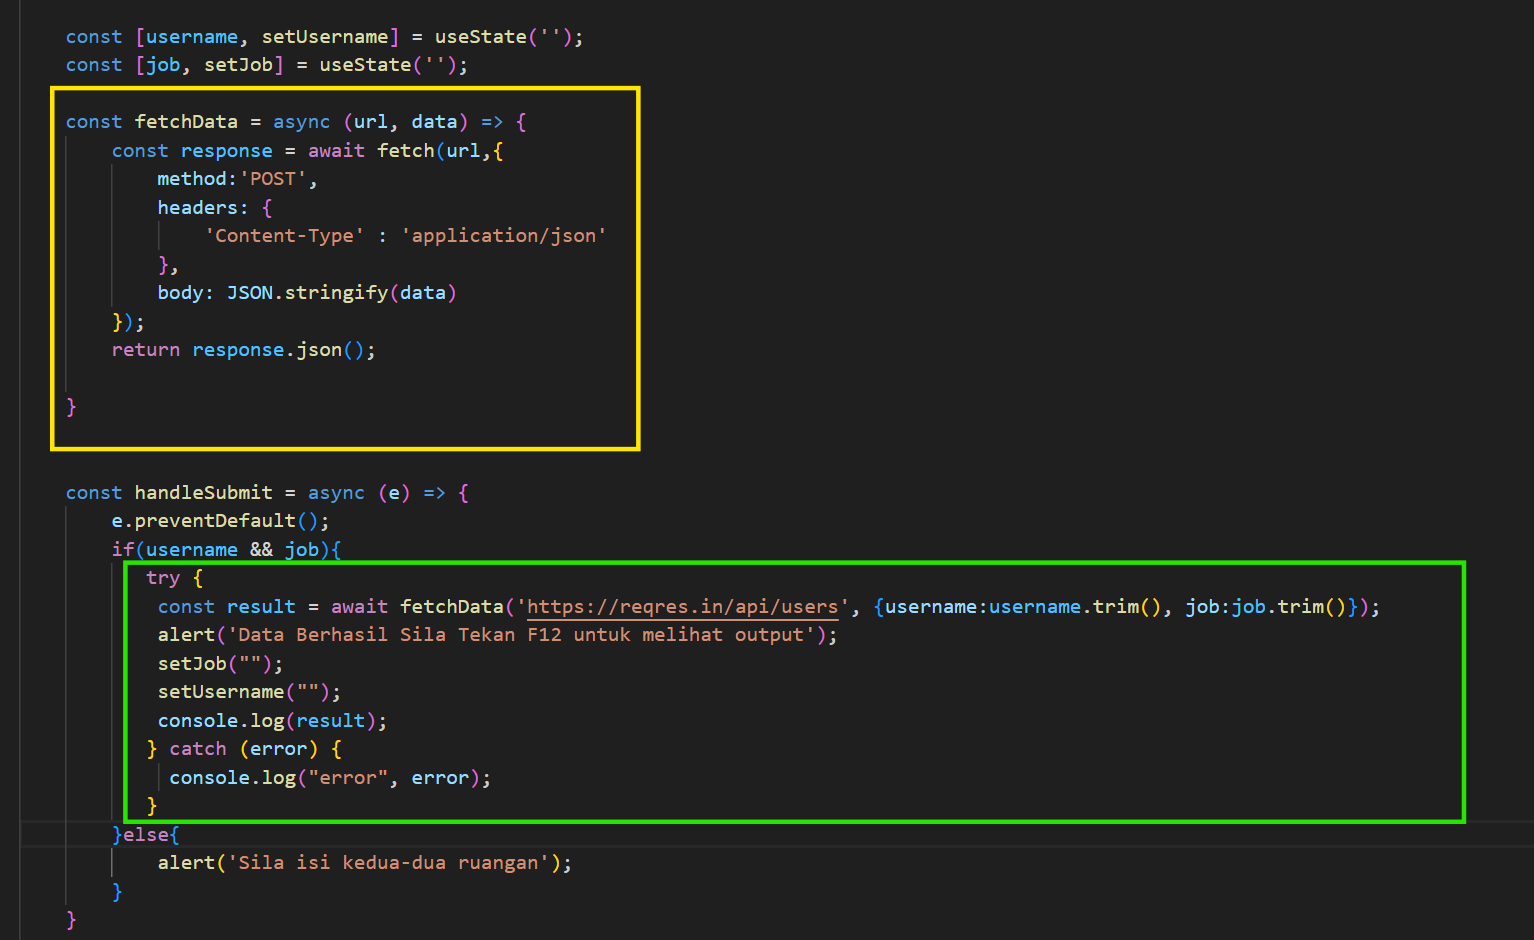 const [username, setUsername] = useState('');
const [job, setJob] = useState('');
const fetchData = async (url, data) => {
const response = await fetch(url,{
method:'POST',
headers: {
'Content-Type' : 'application/json'
},
body: JSON.stringify(data)
});
return response.json();
}
const handleSubmit = async (e) => {
e.preventDefault();
if(username && job){
try {
const result = await fetchData('https://reqres.in/api/users', {username:username.trim(), job:job.trim()});
alert('Data Berhasil Sila Tekan F12 untuk melihat output');
setJob("");
setUsername("");
console.log(result);
} catch (error) {
console.log("error", error);
}
}else{
alert('Sila isi kedua-dua ruangan');
}
}